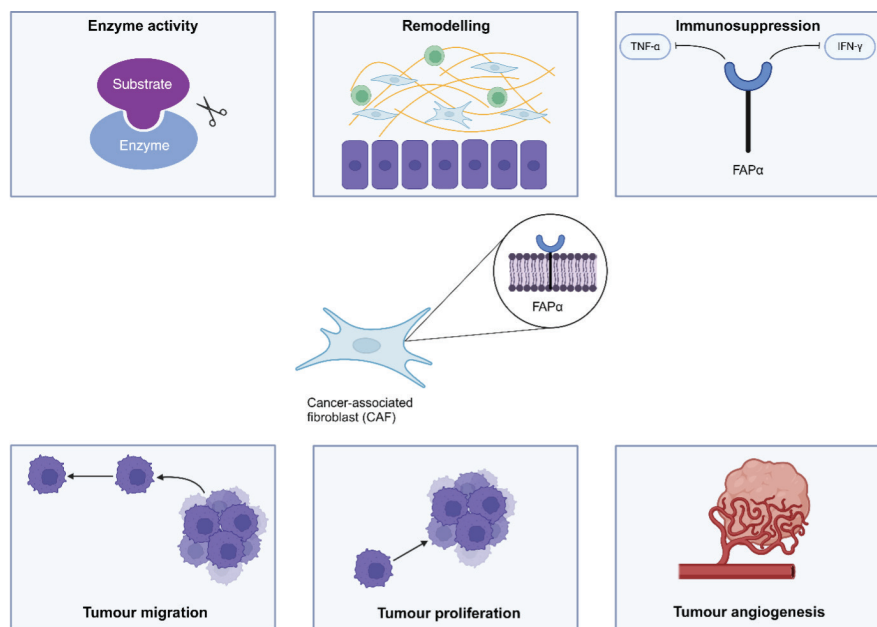 Enzyme activity
Substrate
Enzyme
Remodelling
Immunosuppression
TNF-α
IFN-γ
FAPα
FAPα
Cancer-associated
fibroblast (CAF)
Tumour migration
Tumour proliferation
Tumour angiogenesis